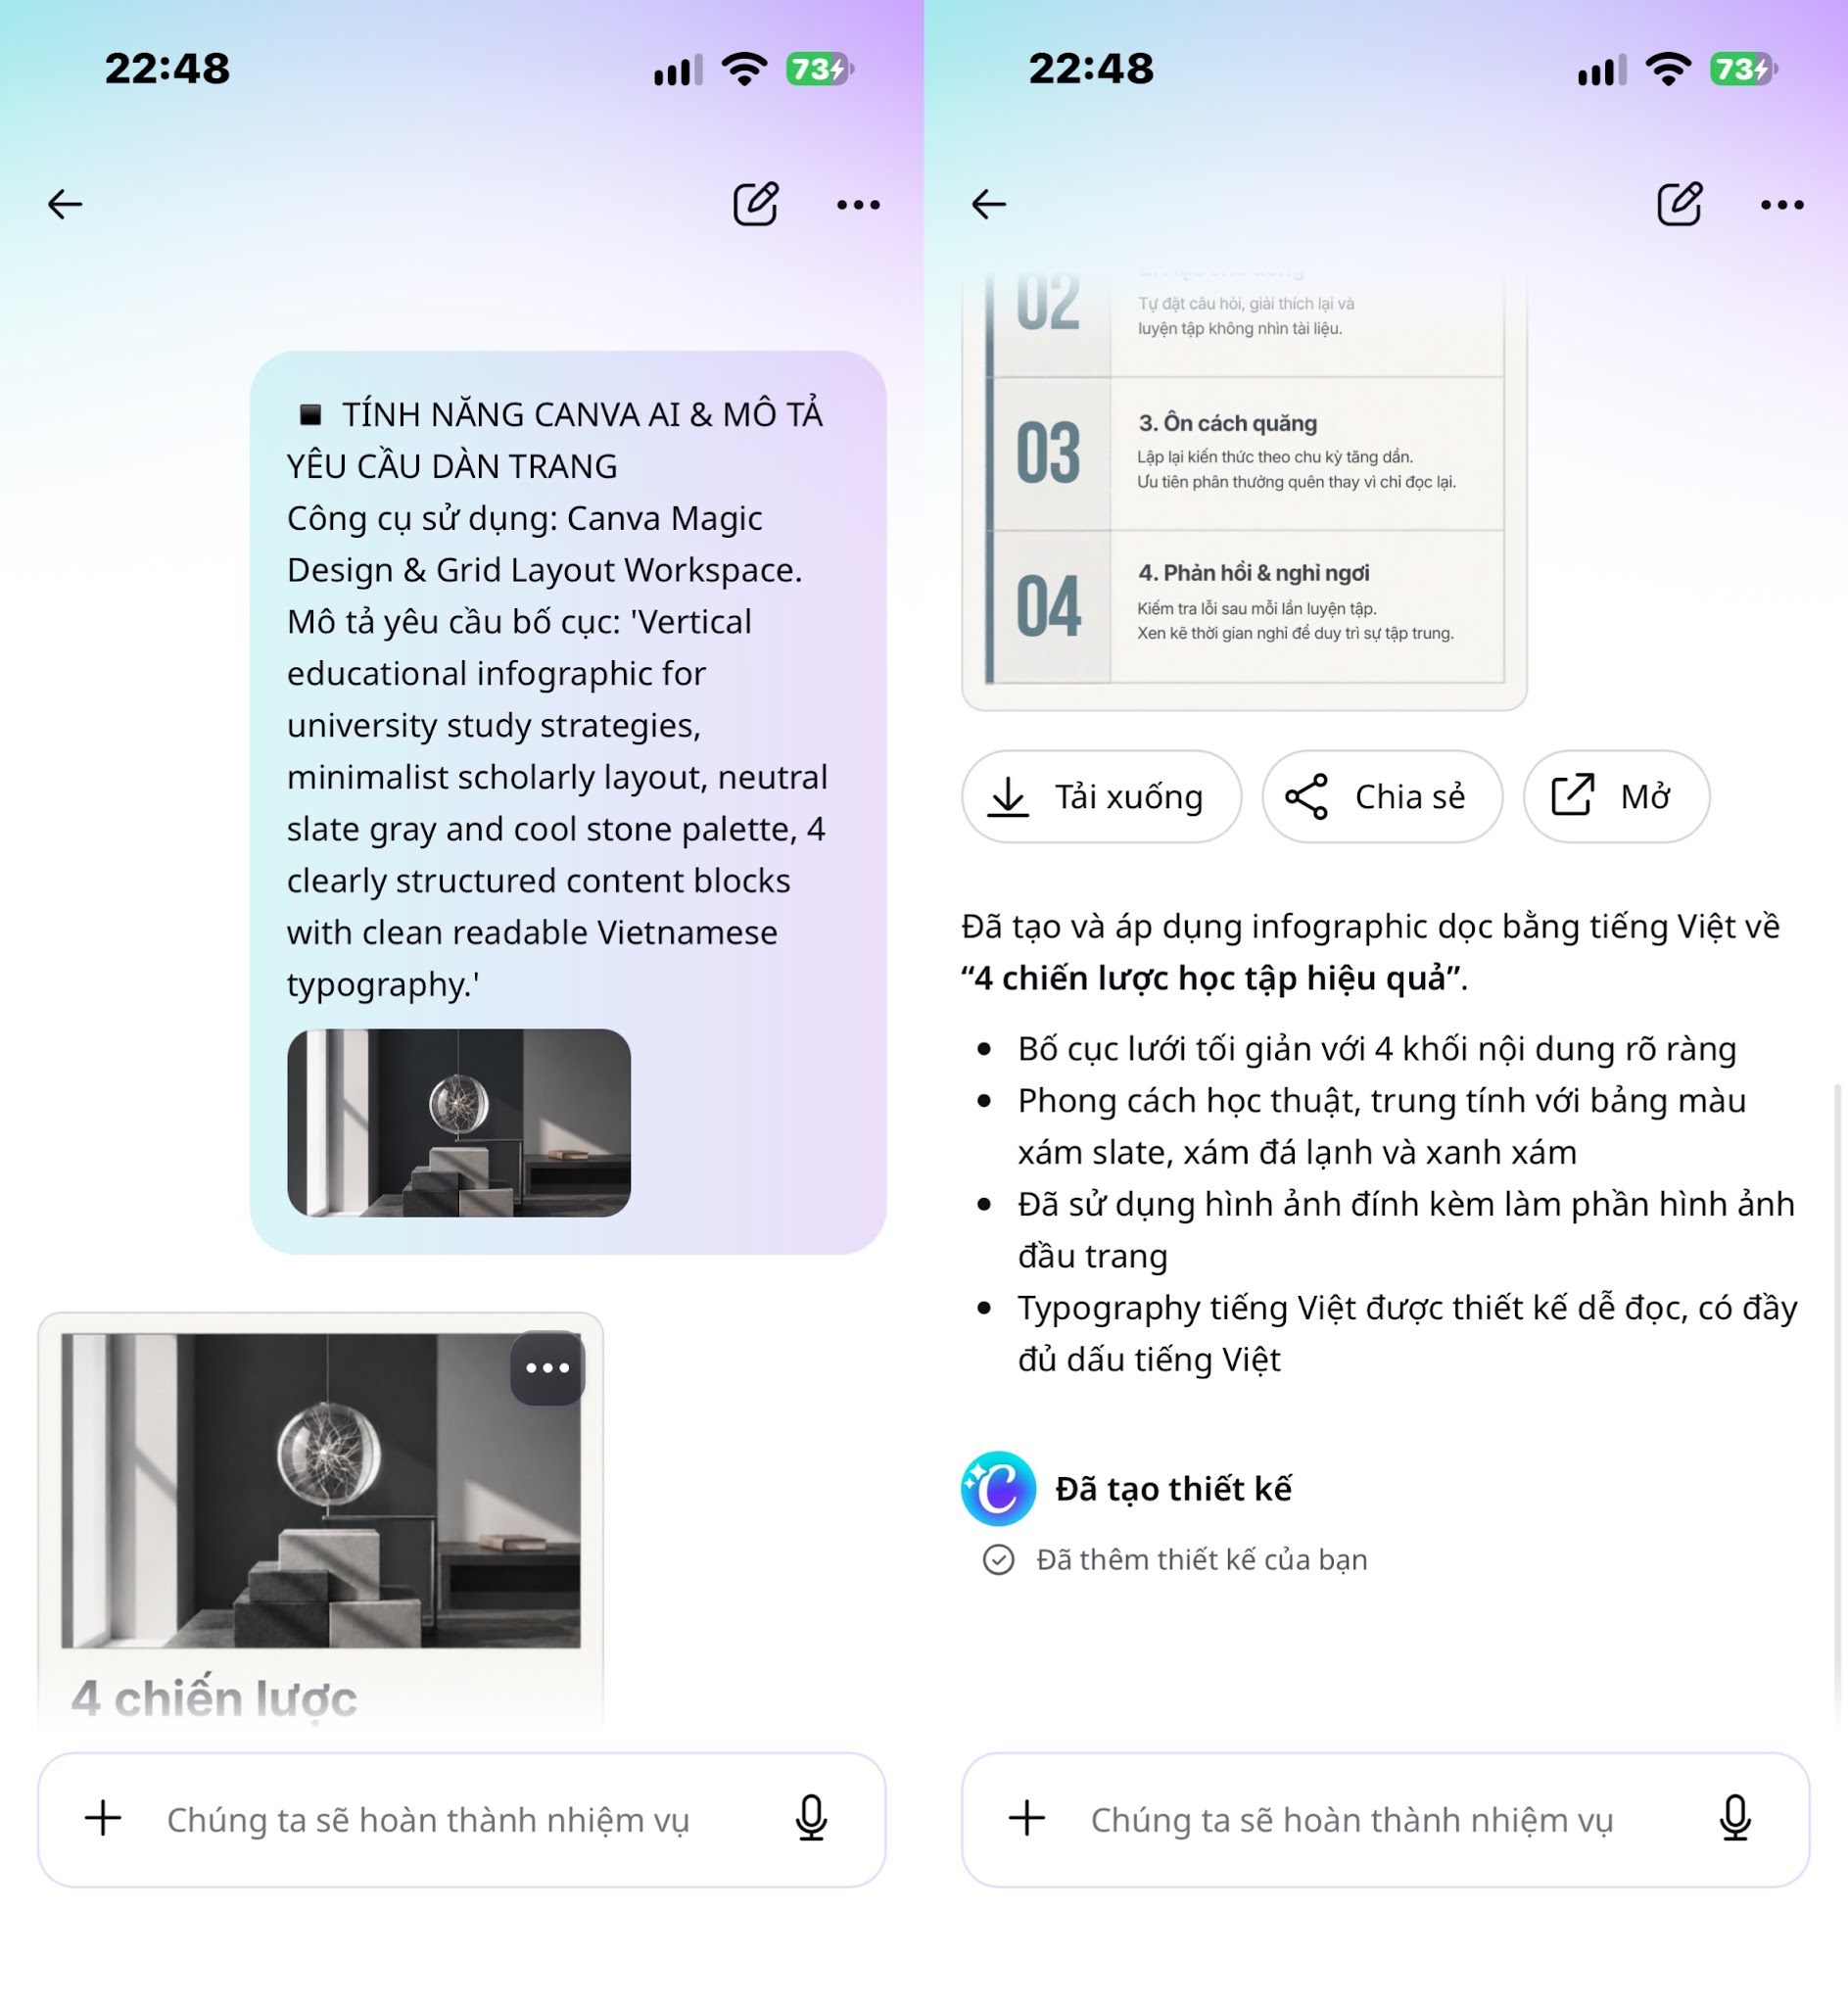 22:48
73
TÍNH NĂNG CANVA AI & MÔ TẢ
YÊU CẦU DÀN TRANG
Công cụ sử dụng: Canva Magic
Design & Grid Layout Workspace.
Mô tả yêu cầu bố cục: 'Vertical
educational infographic for
university study strategies,
minimalist scholarly layout, neutral
slate gray and cool stone palette, 4
clearly structured content blocks
with clean readable Vietnamese
typography.'
4 chiến lược
Chúng ta sẽ hoàn thành nhiệm vụ
22:48
73
02
Tự đặt câu hỏi, giải thích lại và
luyện tập không nhìn tài liệu.
03
3. Ôn cách quăng
Lập lại kiến thức theo chu kỳ tăng dần.
Ưu tiên phân thưởng quên thay vì chỉ đọc lại.
04
4. Phản hồi & nghỉ ngơi
Kiểm tra lỗi sau mỗi lần luyện tập.
Xen kẽ thời gian nghỉ để duy trì sự tập trung.
Tải xuống
Chia sẻ
Mở
Đã tạo và áp dụng infographic dọc bằng tiếng Việt về
“4 chiến lược học tập hiệu quả”.
Bố cục lưới tối giản với 4 khối nội dung rõ ràng
Phong cách học thuật, trung tính với bảng màu
xám slate, xám đá lạnh và xanh xám
Đã sử dụng hình ảnh đính kèm làm phần hình ảnh
đầu trang
Typography tiếng Việt được thiết kế dễ đọc, có đầy
đủ dấu tiếng Việt
Đã tạo thiết kế
Đã thêm thiết kế của bạn
Chúng ta sẽ hoàn thành nhiệm vụ